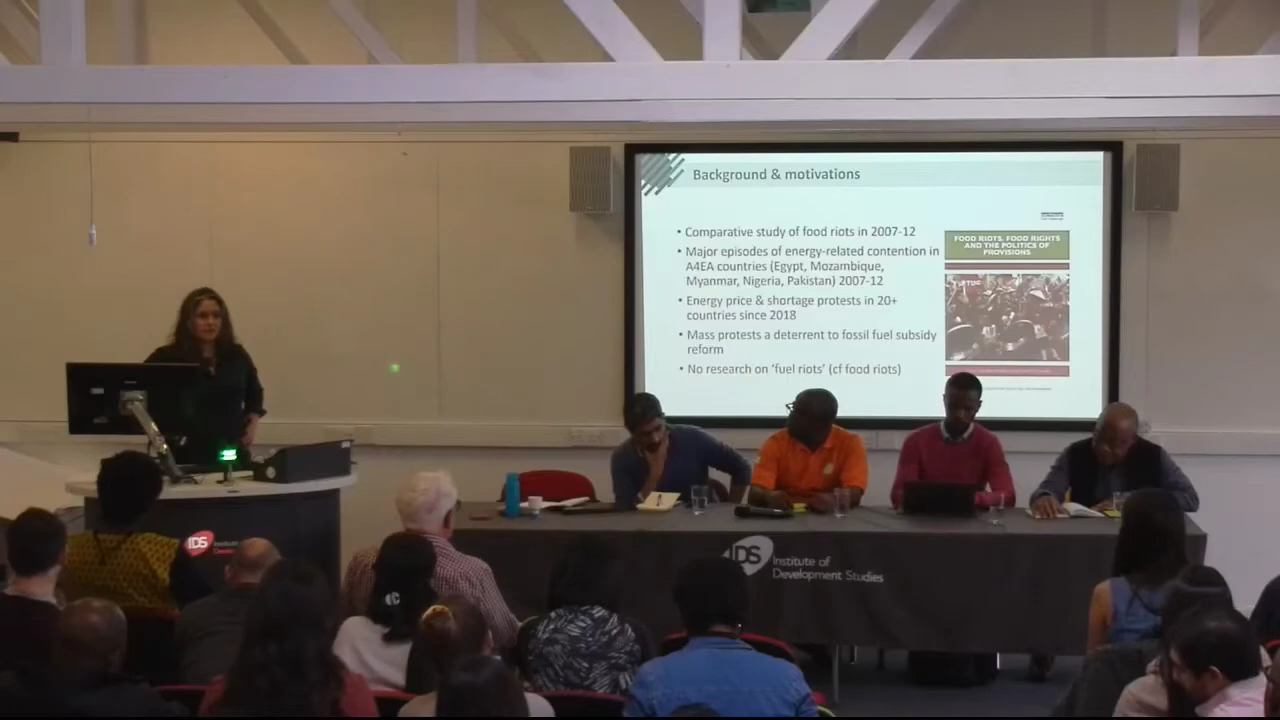 Background & motivations
• Comparative study of food riots in 2007-12
• Major episodes of energy-related contention in
A4EA countries (Egypt, Mozambique,
Myanmar, Nigeria, Pakistan) 2007-12
• Energy price & shortage protests in 20+
countries since 2018
• Mass protests a deterrent to fossil fuel subsidy
reform
• No research on 'fuel riots' (cf food riots)
FOOD RIOTS, FOOD RIGHTS
AND THE POLITICS OF
PROVISIONS
IDS
Institute of
Development Studies
IDS